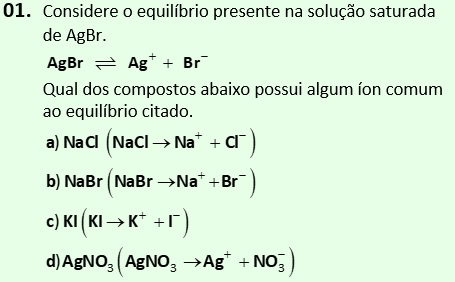 01. Considere o equilíbrio presente na solução saturada
de AgBr.
AgBr ⇌ Ag⁺ + Br⁻
Qual dos compostos abaixo possui algum íon comum
ao equilíbrio citado.
a) NaCl (NaCl → Na⁺ + Cl⁻)
b) NaBr (NaBr → Na⁺ + Br⁻)
c) KI (KI → K⁺ + I⁻)
d) AgNO₃ (AgNO₃ → Ag⁺ + NO₃⁻)